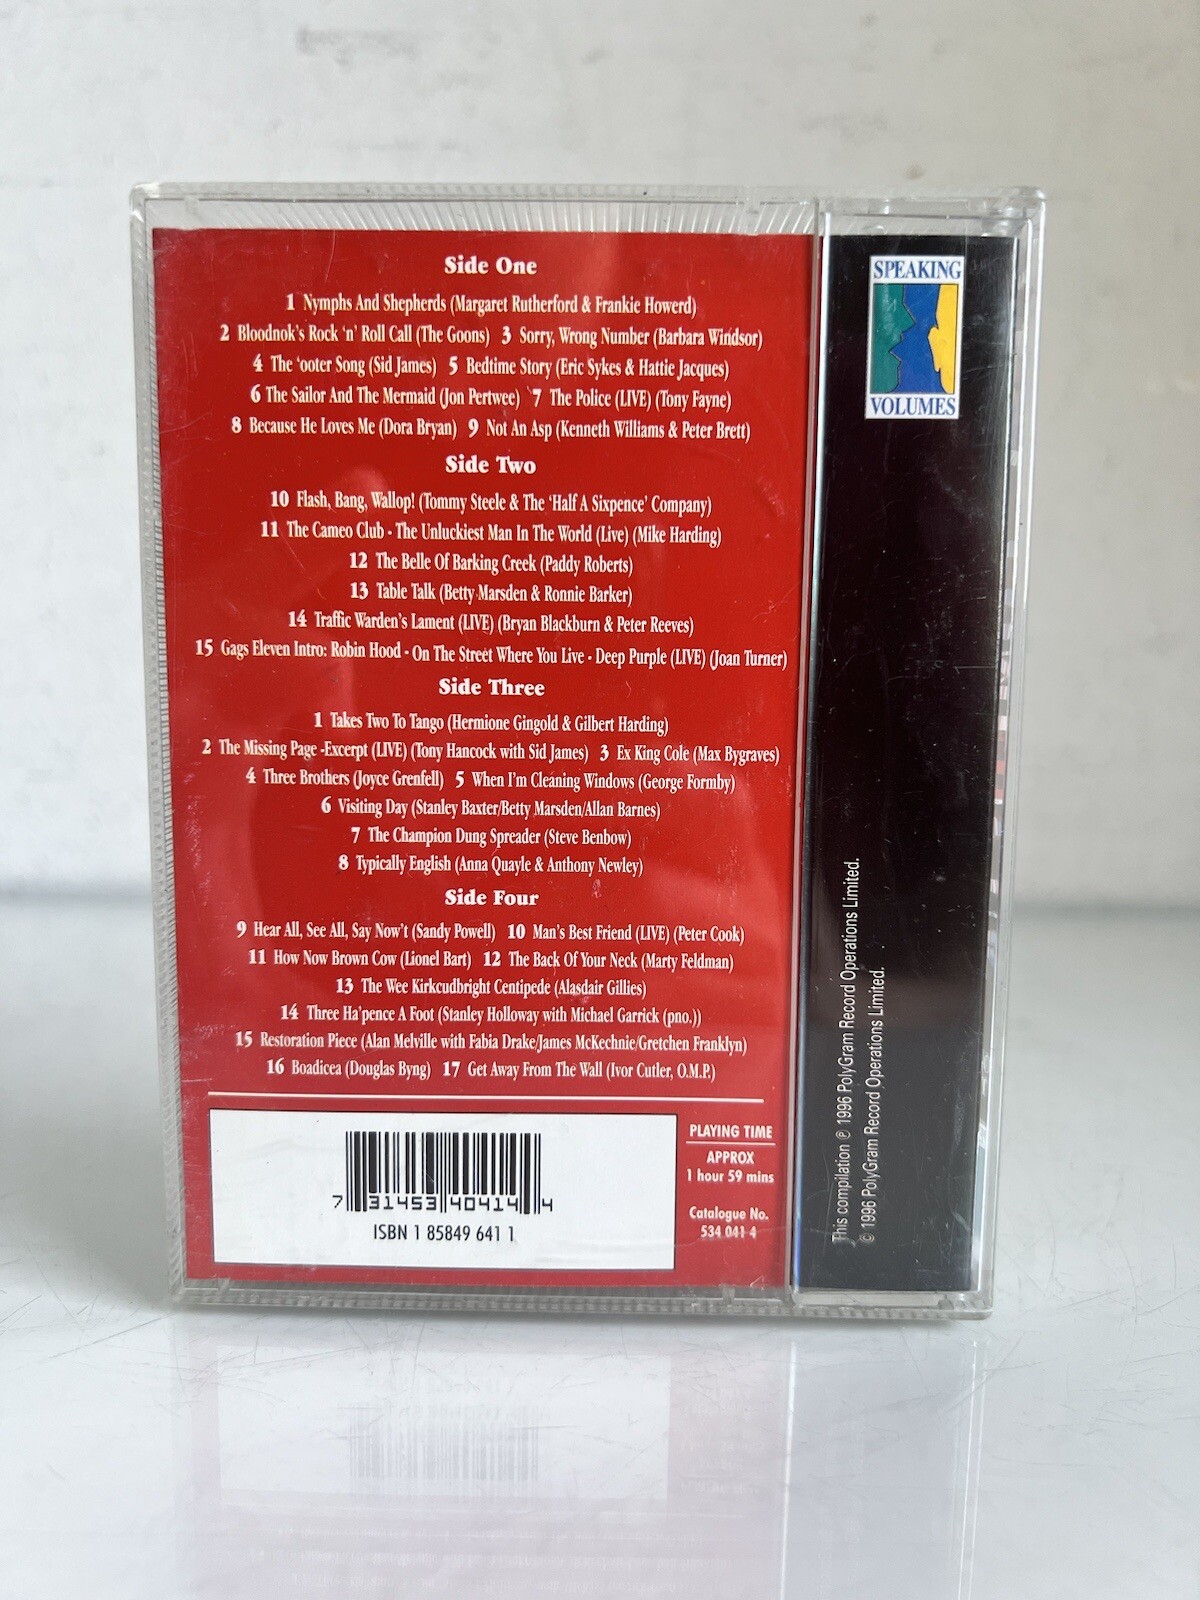 Side One
1 Nymphs And Shepherds (Margaret Rutherford & Frankie Howerd)
2 Bloodnok's Rock 'n' Roll Call (The Goons) 3 Sorry, Wrong Number (Barbara Windsor)
4 The 'ooter Song (Sid James) 5 Bedtime Story (Eric Sykes & Hattie Jacques)
6 The Sailor And The Mermaid (Jon Pertwee) 7 The Police (LIVE) (Tony Fayne)
8 Because He Loves Me (Dora Bryan) 9 Not An Asp (Kenneth Williams & Peter Brett)
Side Two
10 Flash, Bang, Wallop! (Tommy Steele & The 'Half A Sixpence' Company)
11 The Cameo Club - The Unluckiest Man In The World (Live) (Mike Harding)
12 The Belle Of Barking Creek (Paddy Roberts)
13 Table Talk (Betty Marsden & Ronnie Barker)
14 Traffic Warden's Lament (LIVE) (Bryan Blackburn & Peter Reeves)
15 Gags Eleven Intro: Robin Hood - On The Street Where You Live - Deep Purple (LIVE) (Joan Turner)
Side Three
1 Takes Two To Tango (Hermione Gingold & Gilbert Harding)
2 The Missing Page -Excerpt (LIVE) (Tony Hancock with Sid James) 3 Ex King Cole (Max Bygraves)
4 Three Brothers (Joyce Grenfell) 5 When I'm Cleaning Windows (George Formby)
6 Visiting Day (Stanley Baxter/Betty Marsden/Allan Barnes)
7 The Champion Dung Spreader (Steve Benbow)
8 Typically English (Anna Quayle & Anthony Newley)
Side Four
9 Hear All, See All, Say Now't (Sandy Powell) 10 Man's Best Friend (LIVE) (Peter Cook)
11 How Now Brown Cow (Lionel Bart) 12 The Back Of Your Neck (Marty Feldman)
13 The Wee Kirkcudbright Centipede (Alasdair Gillies)
14 Three Ha'pence A Foot (Stanley Holloway with Michael Garrick (pno.))
15 Restoration Piece (Alan Melville with Fabia Drake/James McKechnie/Gretchen Franklyn)
16 Boadicea (Douglas Byng) 17 Get Away From The Wall (Ivor Cutler, O.M.P.)
7 31453 40414 4
ISBN 1 85849 641 1
PLAYING TIME
APPROX
1 hour 59 mins
Catalogue No.
534 041 4
SPEAKING
VOLUMES
This compilation ℗ 1996 PolyGram Record Operations Limited.
© 1996 PolyGram Record Operations Limited.